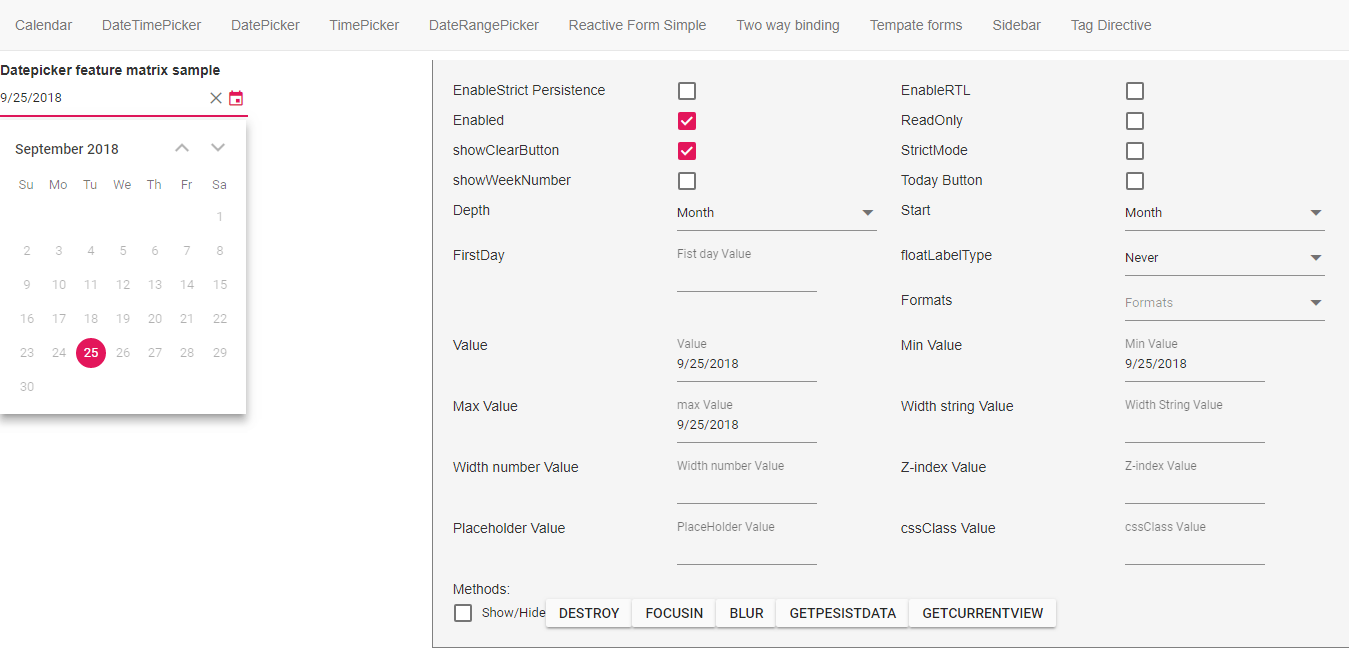 Calendar DateTimePicker DatePicker TimePicker DateRangePicker Reactive Form Simple Two way binding Tempate forms Sidebar Tag Directive
Datepicker feature matrix sample
9/25/2018
September 2018
Su Mo Tu We Th Fr Sa
1
2 3 4 5 6 7 8
9 10 11 12 13 14 15
16 17 18 19 20 21 22
23 24 25 26 27 28 29
30
EnableStrict Persistence EnableRTL
Enabled ReadOnly
showClearButton StrictMode
showWeekNumber Today Button
Depth Month Start Month
FirstDay Fist day Value floatLabelType Never
Formats Formats
Value Value Min Value Min Value
9/25/2018 9/25/2018
Max Value max Value Width string Value Width String Value
9/25/2018
Width number Value Width number Value Z-index Value Z-index Value
Placeholder Value PlaceHolder Value cssClass Value cssClass Value
Methods:
Show/Hide DESTROY FOCUSIN BLUR GETPESISTDATA GETCURRENTVIEW